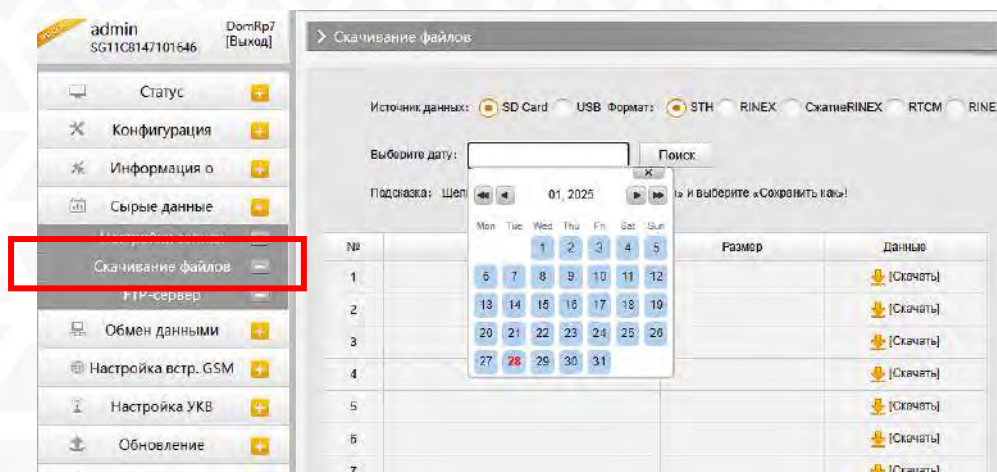 admin
SG11C8147101646
DomRp7
[Выход]
Статус
Конфигурация
Информация о
Сырые данные
Скачивание файлов
FTP-сервер
Обмен данными
Настройка встр. GSM
Настройка УКВ
Обновление
Скачивание файлов
Источник данных: SD Card USB Формат: STH RINEX СжатиеRINEX RTCM RINE
Выберите дату: Поиск
Подсказка: Шел и выберите «Сохранить как»!
01, 2025
Mon Tue Wed Thu Fri Sat Sun
1 2 3 4 5
6 7 8 9 10 11 12
13 14 15 16 17 18 19
20 21 22 23 24 25 26
27 28 29 30 31
№ Размер Данные
1 [Скачать]
2 [Скачать]
3 [Скачать]
4 [Скачать]
5 [Скачать]
6 [Скачать]
7 [Скачать]